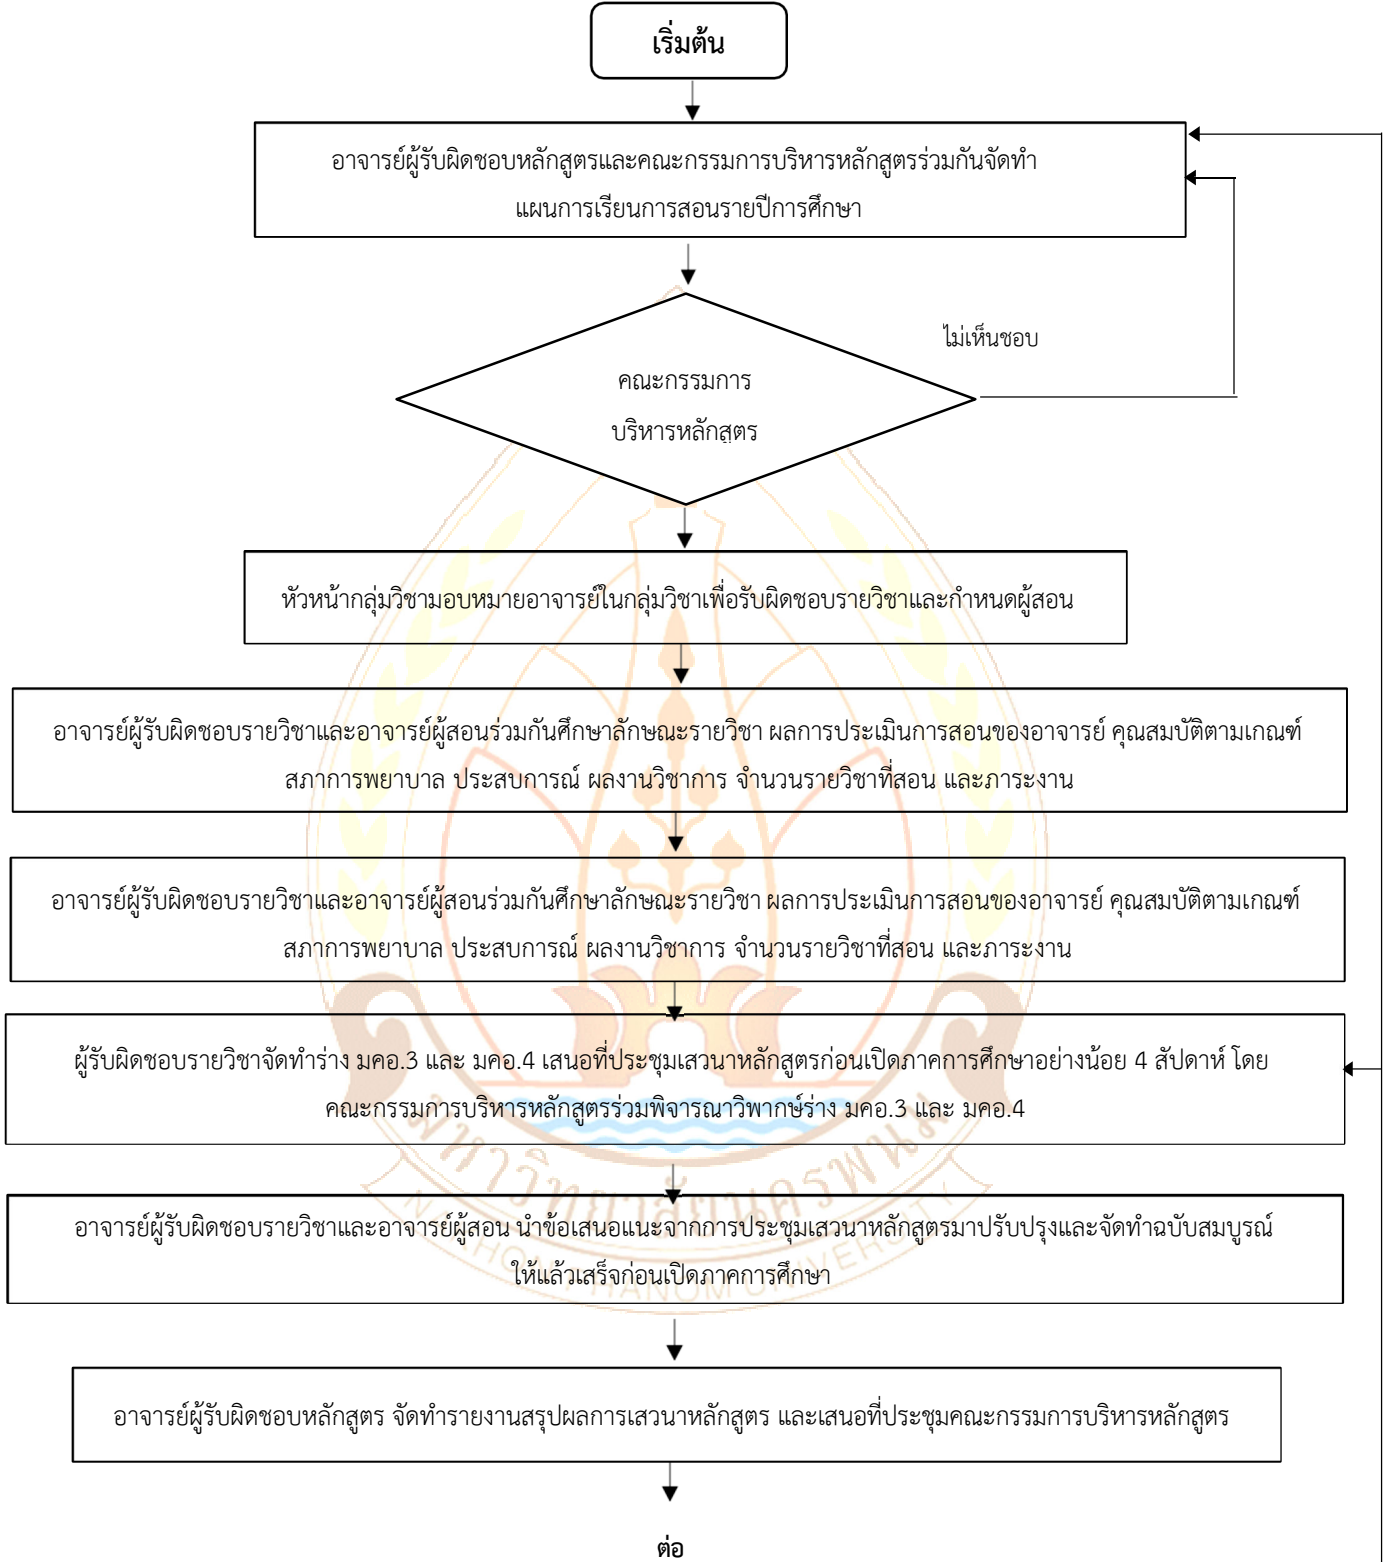 เริ่มต้น
อาจารย์ผู้รับผิดชอบหลักสูตรและคณะกรรมการบริหารหลักสูตรร่วมกันจัดทำ
แผนการเรียนการสอนรายปีการศึกษา
ไม่เห็นชอบ
คณะกรรมการ
บริหารหลักสูตร
หัวหน้ากลุ่มวิชามอบหมายอาจารย์ในกลุ่มวิชาเพื่อรับผิดชอบรายวิชาและกำหนดผู้สอน
อาจารย์ผู้รับผิดชอบรายวิชาและอาจารย์ผู้สอนร่วมกันศึกษาลักษณะรายวิชา ผลการประเมินการสอนของอาจารย์ คุณสมบัติตามเกณฑ์
สภาการพยาบาล ประสบการณ์ ผลงานวิชาการ จำนวนรายวิชาที่สอน และภาระงาน
อาจารย์ผู้รับผิดชอบรายวิชาและอาจารย์ผู้สอนร่วมกันศึกษาลักษณะรายวิชา ผลการประเมินการสอนของอาจารย์ คุณสมบัติตามเกณฑ์
สภาการพยาบาล ประสบการณ์ ผลงานวิชาการ จำนวนรายวิชาที่สอน และภาระงาน
ผู้รับผิดชอบรายวิชาจัดทำร่าง มคอ.3 และ มคอ.4 เสนอที่ประชุมเสวนาหลักสูตรก่อนเปิดภาคการศึกษาอย่างน้อย 4 สัปดาห์ โดย
คณะกรรมการบริหารหลักสูตรร่วมพิจารณาวิพากษ์ร่าง มคอ.3 และ มคอ.4
มหาวิทยาลัยนครพนม
NAKHON PHANOM UNIVERSITY
อาจารย์ผู้รับผิดชอบรายวิชาและอาจารย์ผู้สอน นำข้อเสนอแนะจากการประชุมเสวนาหลักสูตรมาปรับปรุงและจัดทำฉบับสมบูรณ์
ให้แล้วเสร็จก่อนเปิดภาคการศึกษา
อาจารย์ผู้รับผิดชอบหลักสูตร จัดทำรายงานสรุปผลการเสวนาหลักสูตร และเสนอที่ประชุมคณะกรรมการบริหารหลักสูตร
ต่อ